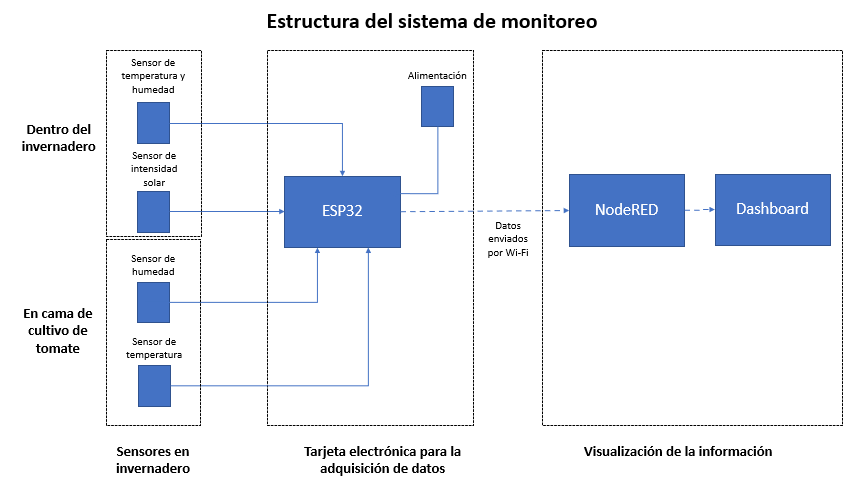 Estructura del sistema de monitoreo
Sensor de
temperatura y
humedad
Alimentación
Dentro del
invernadero
Sensor de
intensidad
solar
ESP32
NodeRED
Dashboard
Datos
enviados
por Wi-Fi
Sensor de
humedad
En cama de
cultivo de
tomate
Sensor de
temperatura
Sensores en
invernadero
Tarjeta electrónica para la
adquisición de datos
Visualización de la información